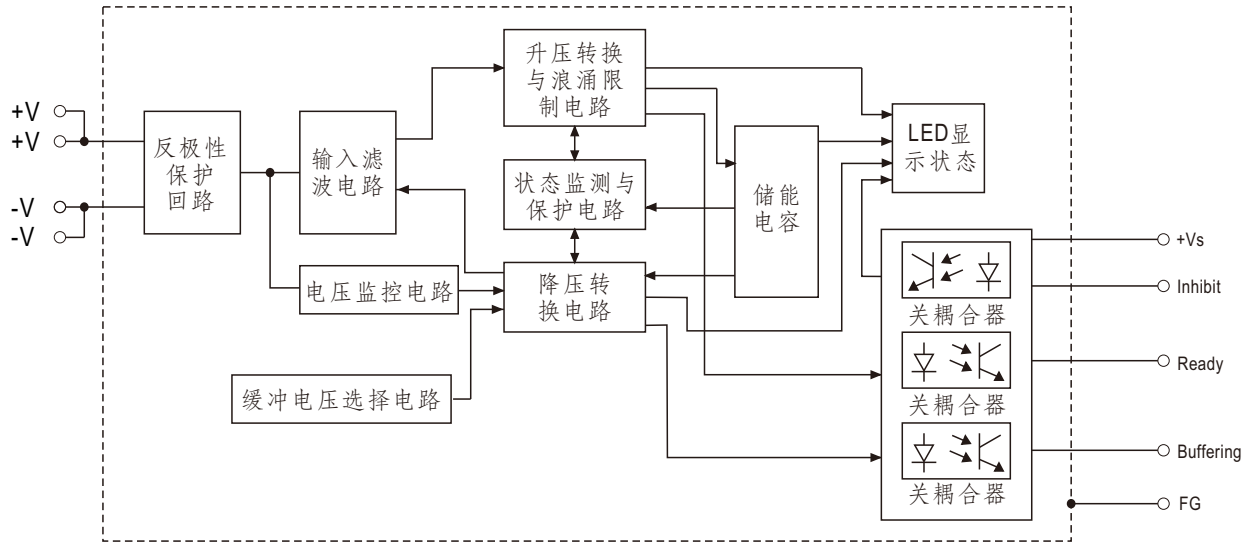 +V
+V
-V
-V
反极性
保护
回路
输入滤
波电路
电压监控电路
缓冲电压选择电路
升压转换
与浪涌限
制电路
状态监测与
保护电路
降压转
换电路
储能
电容
LED显
示状态
关耦合器
关耦合器
关耦合器
+Vs
Inhibit
Ready
Buffering
FG